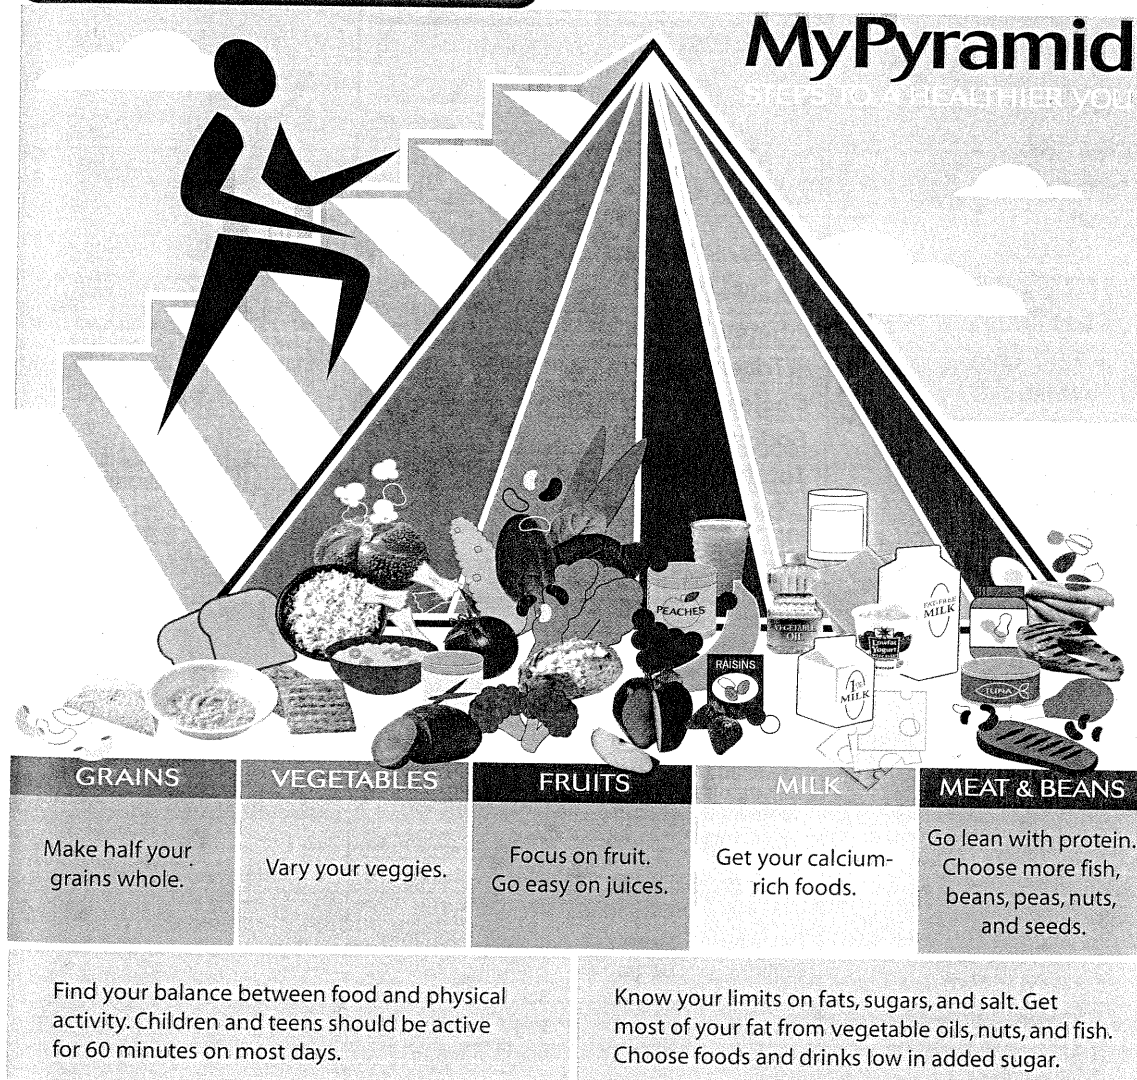 MyPyramid
STEPS TO A HEALTHIER YOU
PEACHES
VEGETABLE
OIL
FAT-FREE
MILK
Lowfat
Yogurt
RAISINS
1%
MILK
TUNA
GRAINS
Make half your
grains whole.
VEGETABLES
Vary your veggies.
FRUITS
Focus on fruit.
Go easy on juices.
MILK
Get your calcium-
rich foods.
MEAT & BEANS
Go lean with protein.
Choose more fish,
beans, peas, nuts,
and seeds.
Find your balance between food and physical
activity. Children and teens should be active
for 60 minutes on most days.
Know your limits on fats, sugars, and salt. Get
most of your fat from vegetable oils, nuts, and fish.
Choose foods and drinks low in added sugar.